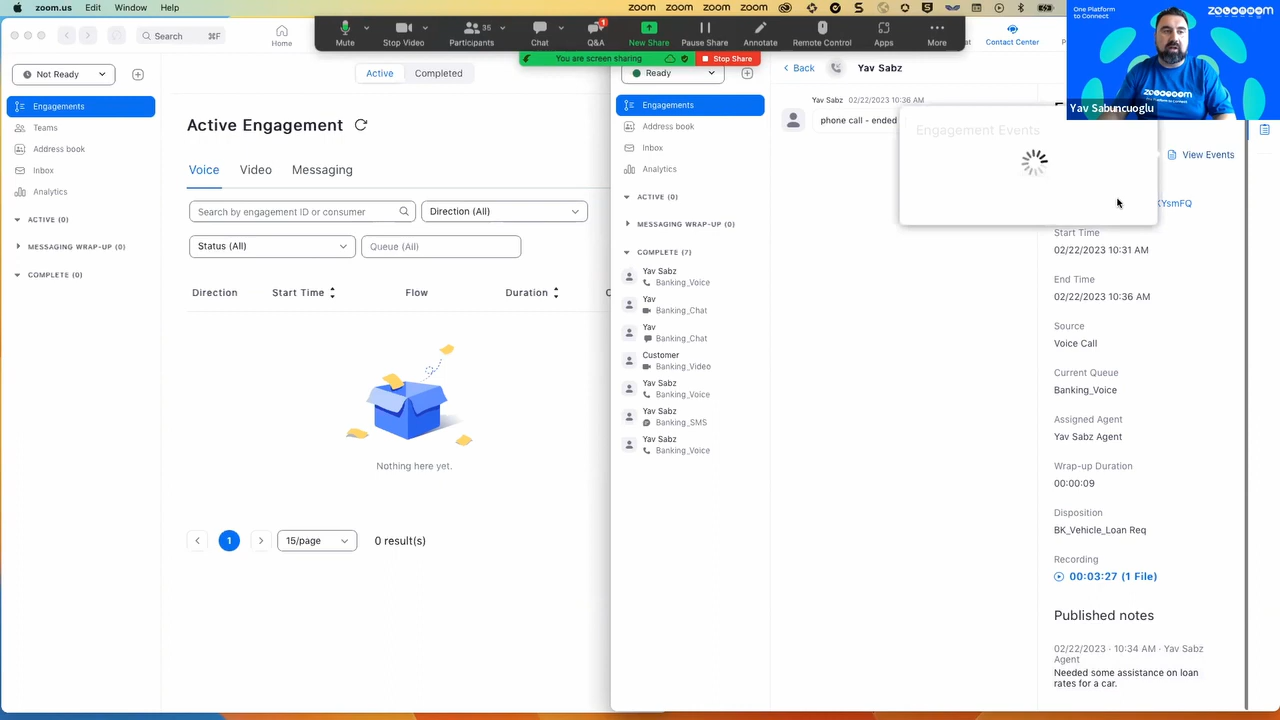 zoom.us Edit Window Help
zoom zoom zoom zoom
One Platform
to Connect
zoooooom
zoooooom
Yav Sabuncuoglu
Search ⌘F
Home
Contact Center
Mute
Stop Video
Participants
35
Chat
Q&A
1
New Share
Pause Share
Annotate
Remote Control
Apps
More
You are screen sharing
Stop Share
Not Ready
Active
Completed
Engagements
Teams
Address book
Inbox
Analytics
ACTIVE (0)
MESSAGING WRAP-UP (0)
COMPLETE (0)
Active Engagement
Voice
Video
Messaging
Search by engagement ID or consumer
Direction (All)
Status (All)
Queue (All)
Direction
Start Time
Flow
Duration
Nothing here yet.
1
15/page
0 result(s)
Ready
Engagements
Address book
Inbox
Analytics
ACTIVE (0)
MESSAGING WRAP-UP (0)
COMPLETE (7)
Yav Sabz
Banking_Voice
Yav
Banking_Chat
Yav
Banking_Chat
Customer
Banking_Video
Yav Sabz
Banking_Voice
Yav Sabz
Banking_SMS
Yav Sabz
Banking_Voice
Back
Yav Sabz
Yav Sabz 02/22/2023 10:36 AM
phone call - ended
Engagement Events
View Events
YsmFQ
Start Time
02/22/2023 10:31 AM
End Time
02/22/2023 10:36 AM
Source
Voice Call
Current Queue
Banking_Voice
Assigned Agent
Yav Sabz Agent
Wrap-up Duration
00:00:09
Disposition
BK_Vehicle_Loan Req
Recording
00:03:27 (1 File)
Published notes
02/22/2023 · 10:34 AM · Yav Sabz
Agent
Needed some assistance on loan
rates for a car.